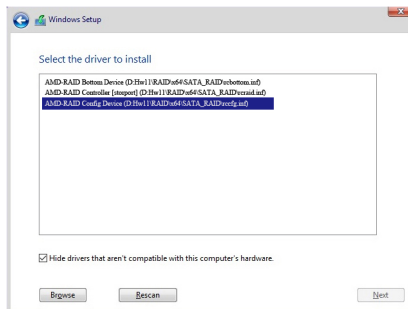 Windows Setup
Select the driver to install
AMD-RAID Bottom Device (D:Hw11\RAID\x64\SATA_RAID\rcbottom.inf)
AMD-RAID Controller [storport] (D:Hw11\RAID\x64\SATA_RAID\rcraid.inf)
AMD-RAID Config Device (D:Hw11\RAID\x64\SATA_RAID\rccfg.inf)
Hide drivers that aren't compatible with this computer's hardware.
Browse Rescan Next